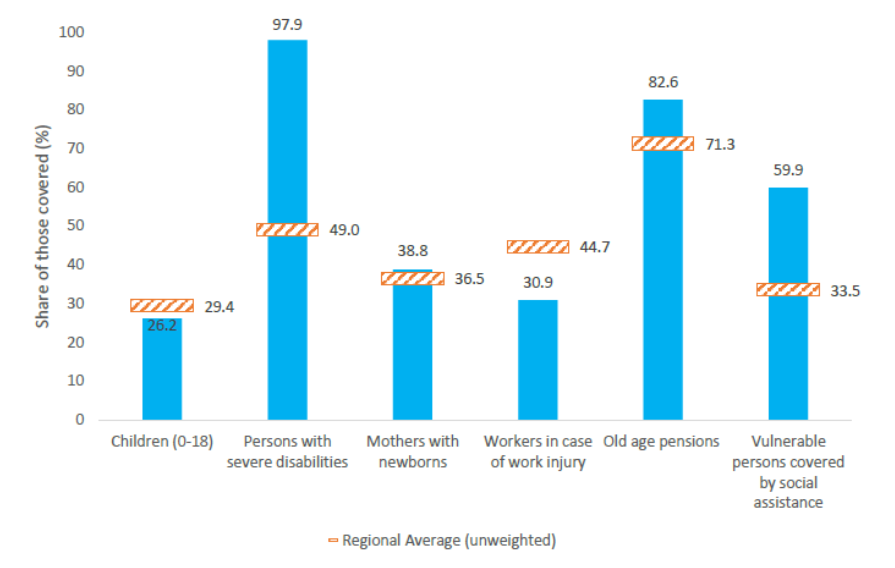 Share of those covered (%)
100
90
80
70
60
50
40
30
20
10
0
26.2
29.4
97.9
49.0
38.8
36.5
30.9
44.7
82.6
71.3
59.9
33.5
Children (0-18)
Persons with
severe disabilities
Mothers with
newborns
Workers in case
of work injury
Old age pensions
Vulnerable
persons covered
by social
assistance
Regional Average (unweighted)